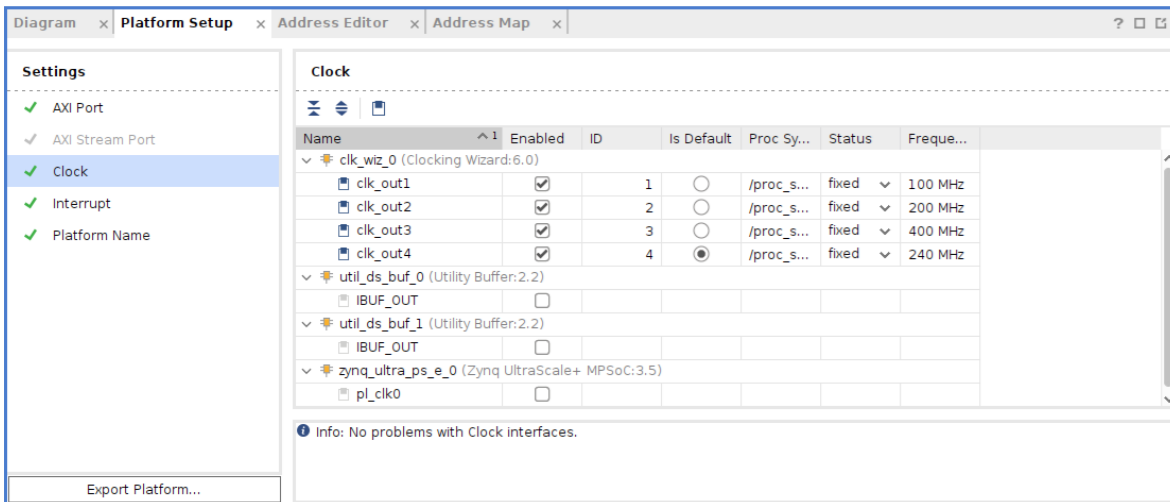 Diagram × Platform Setup × Address Editor × Address Map × ?
Settings
AXI Port
AXI Stream Port
Clock
Interrupt
Platform Name
Export Platform...
Clock
Name ^ 1 Enabled ID Is Default Proc Sy... Status Freque...
clk_wiz_0 (Clocking Wizard:6.0)
clk_out1 1 /proc_s... fixed 100 MHz
clk_out2 2 /proc_s... fixed 200 MHz
clk_out3 3 /proc_s... fixed 400 MHz
clk_out4 4 /proc_s... fixed 240 MHz
util_ds_buf_0 (Utility Buffer:2.2)
IBUF_OUT
util_ds_buf_1 (Utility Buffer:2.2)
IBUF_OUT
zynq_ultra_ps_e_0 (Zynq UltraScale+ MPSoC:3.5)
pl_clk0
Info: No problems with Clock interfaces.